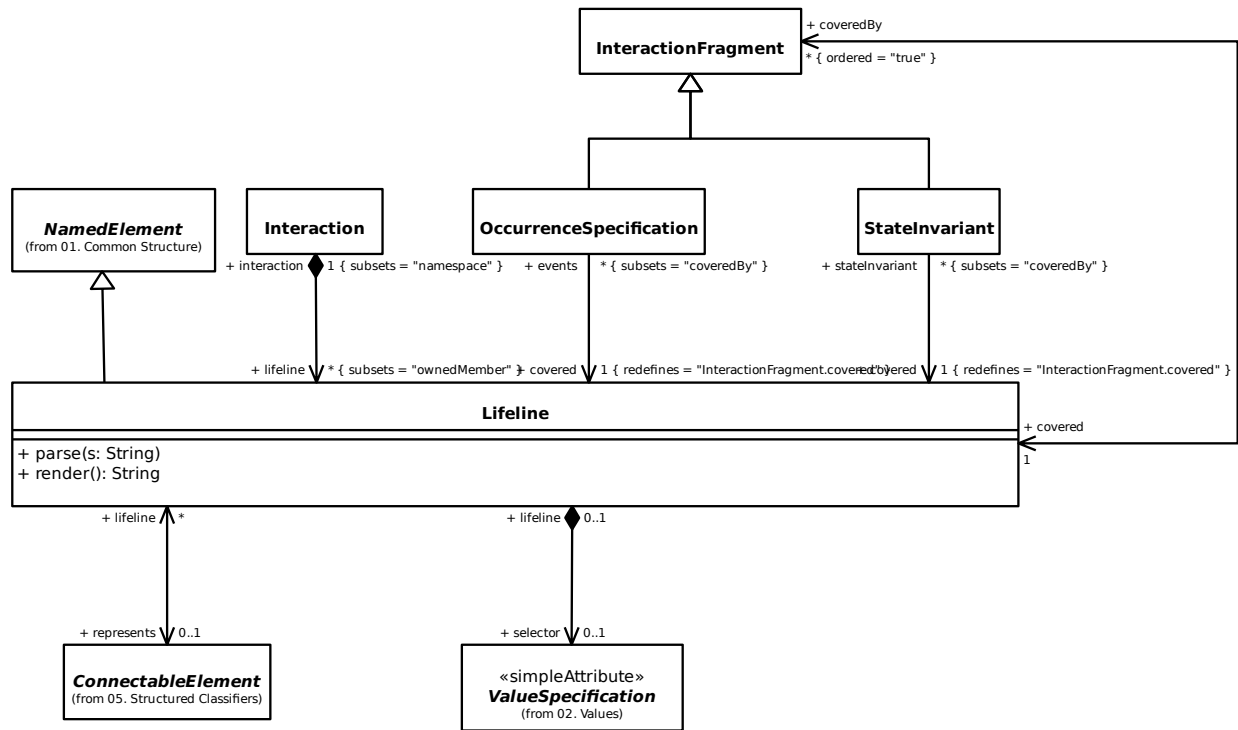 + coveredBy
InteractionFragment
* { ordered = "true" }
NamedElement
(from 01. Common Structure)
Interaction
OccurrenceSpecification
StateInvariant
+ interaction 1 { subsets = "namespace" }
+ events * { subsets = "coveredBy" }
+ stateInvariant * { subsets = "coveredBy" }
+ lifeline * { subsets = "ownedMember" }
+ covered 1 { redefines = "InteractionFragment.covered" }
+ covered 1 { redefines = "InteractionFragment.covered" }
Lifeline
+ covered
1
+ parse(s: String)
+ render(): String
+ lifeline *
+ lifeline 0..1
+ represents 0..1
+ selector 0..1
ConnectableElement
(from 05. Structured Classifiers)
«simpleAttribute»
ValueSpecification
(from 02. Values)